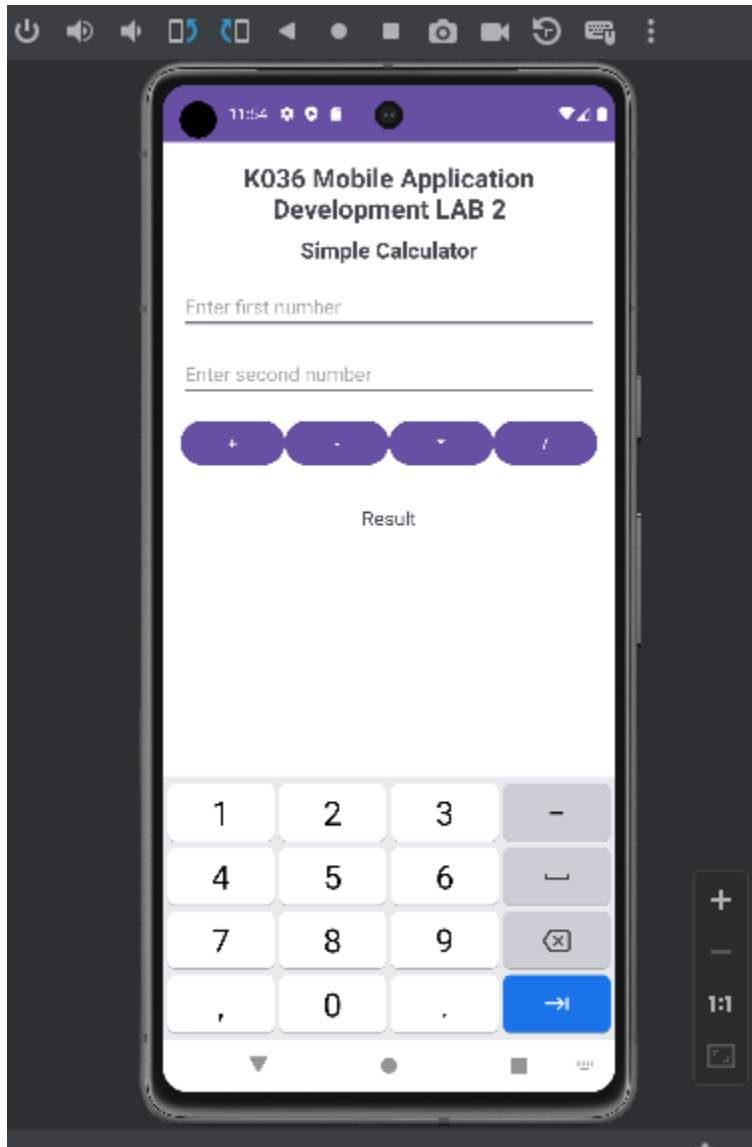 11:54
K036 Mobile Application
Development LAB 2
Simple Calculator
Enter first number
Enter second number
+ - * /
Result
1 2 3 -
4 5 6
7 8 9
, 0 .
1:1